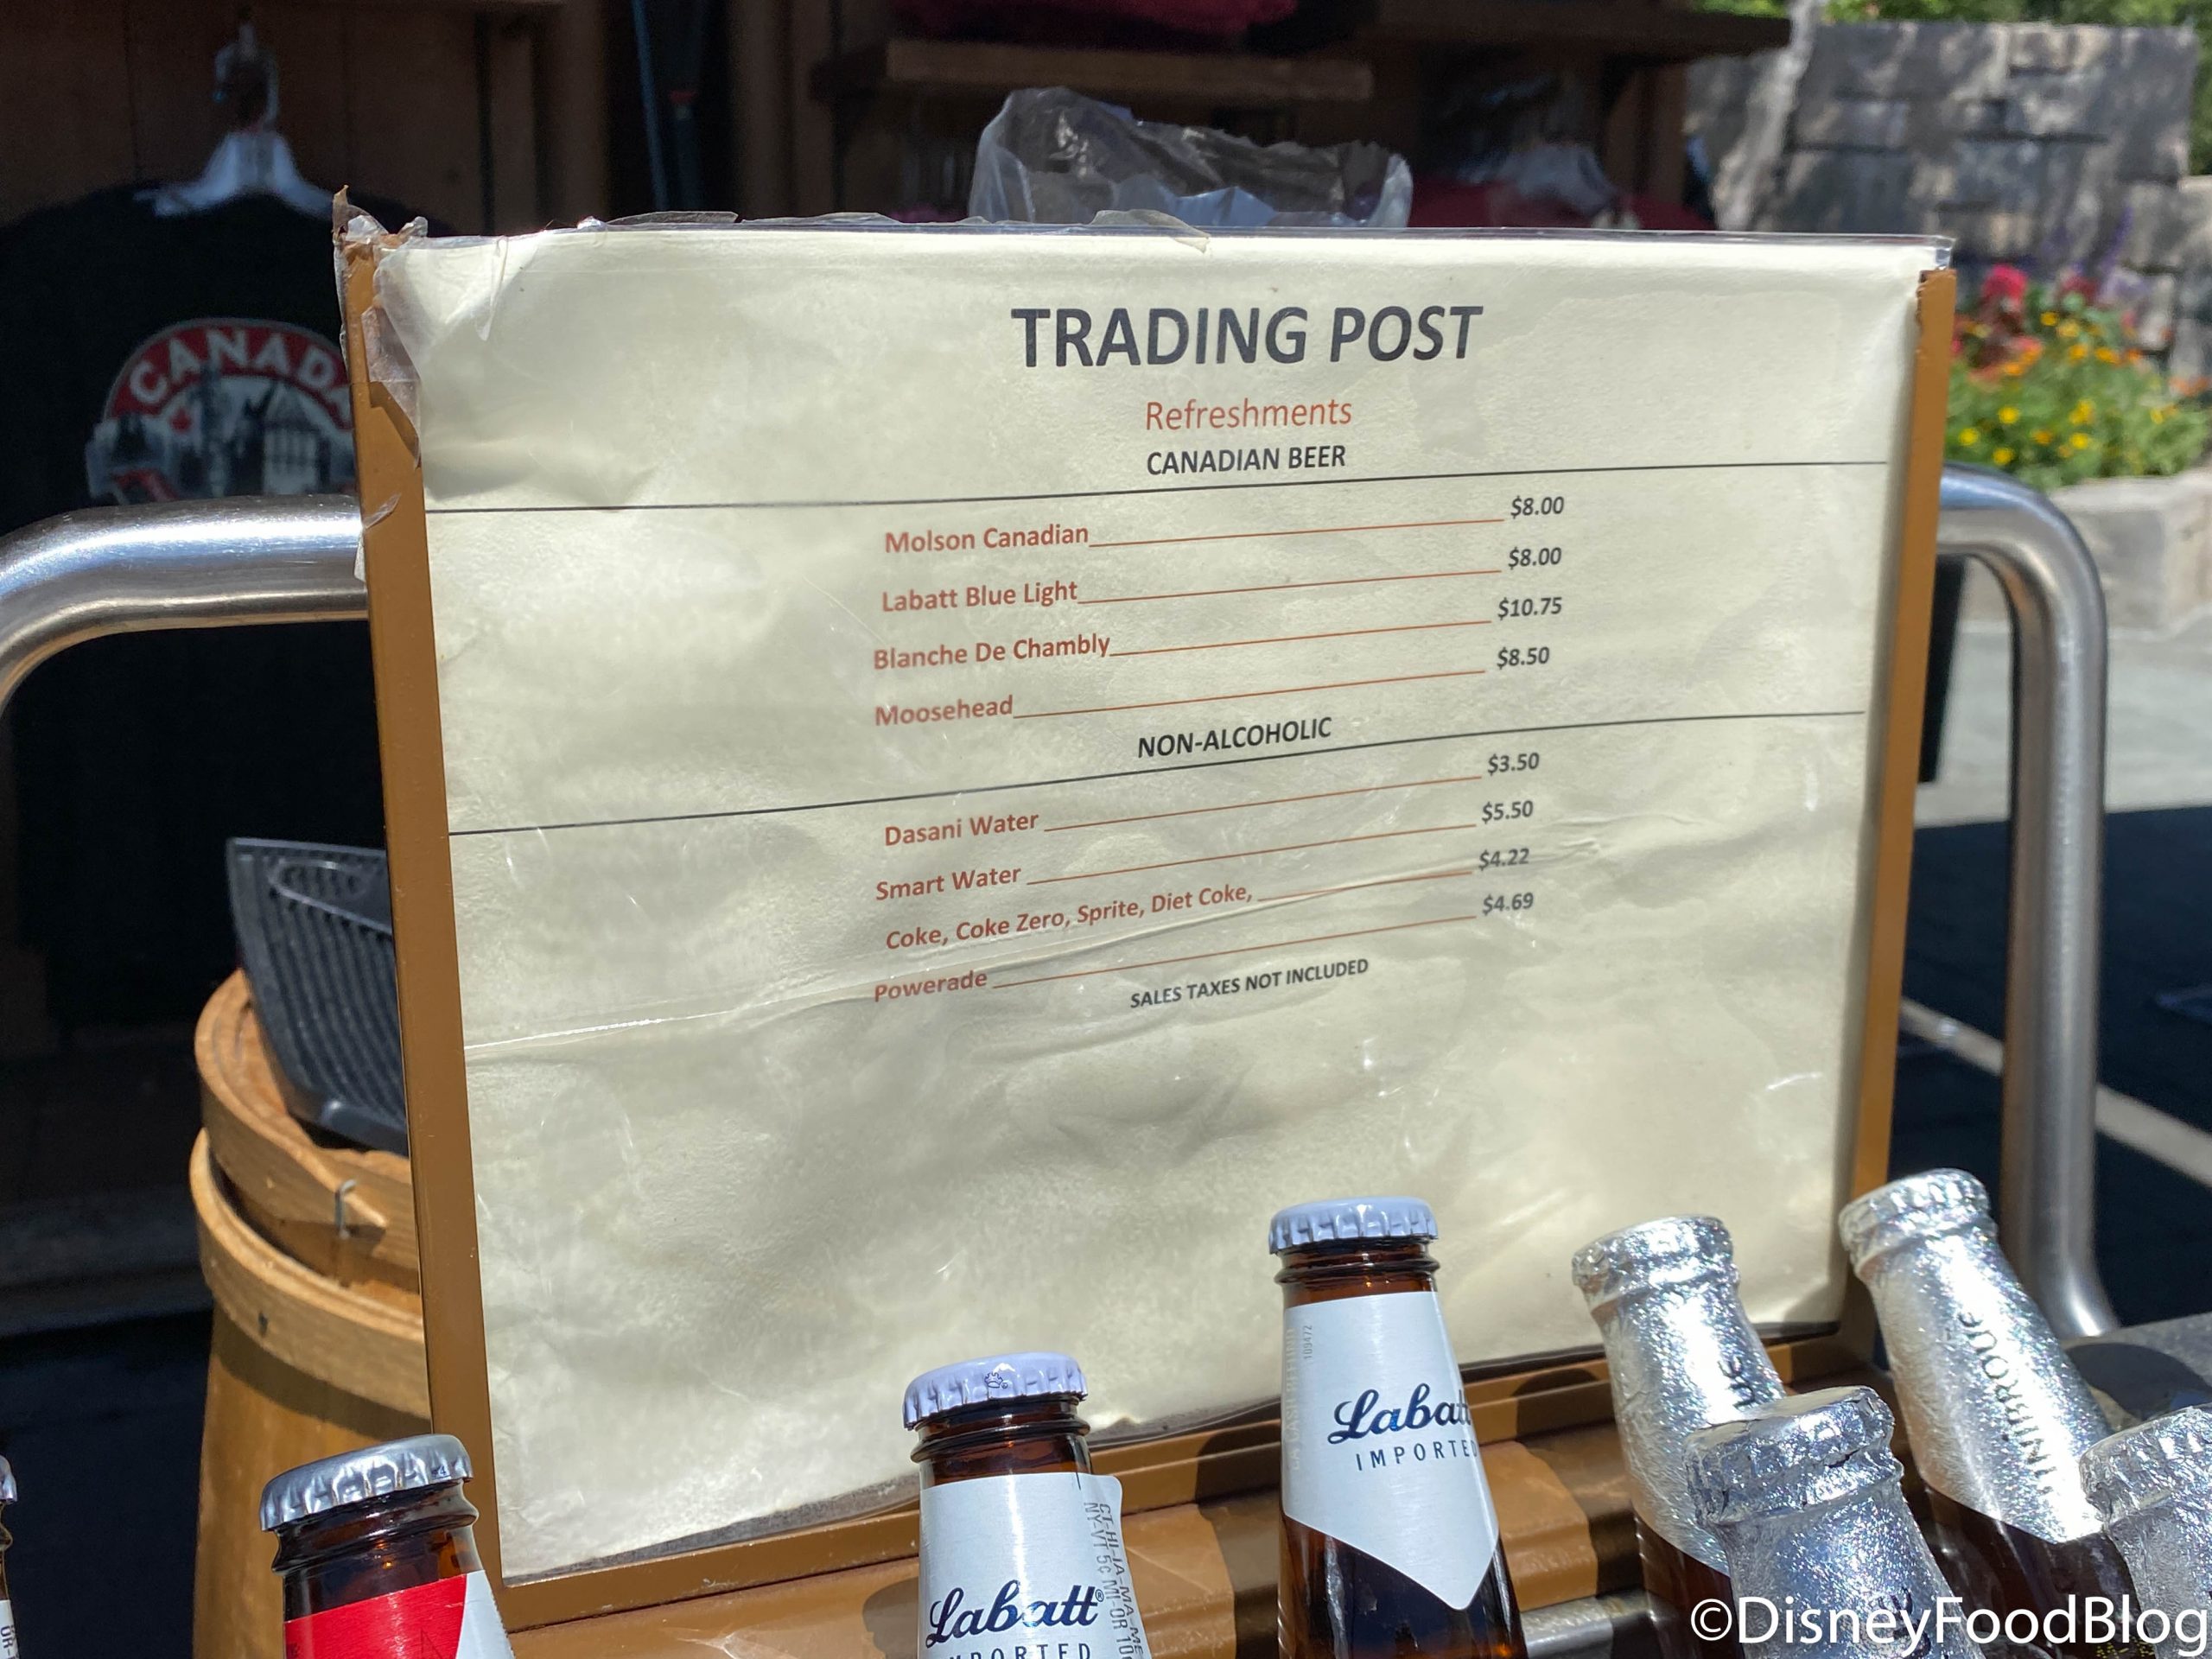 CANADA
TRADING POST
Refreshments
CANADIAN BEER
Molson Canadian $8.00
Labatt Blue Light $8.00
Blanche De Chambly $10.75
Moosehead $8.50
NON-ALCOHOLIC
Dasani Water $3.50
Smart Water $5.50
Coke, Coke Zero, Sprite, Diet Coke, $4.22
Powerade $4.69
SALES TAXES NOT INCLUDED
Labatt
IMPORTED
Labatt®
IMPORTED
©DisneyFoodBlog